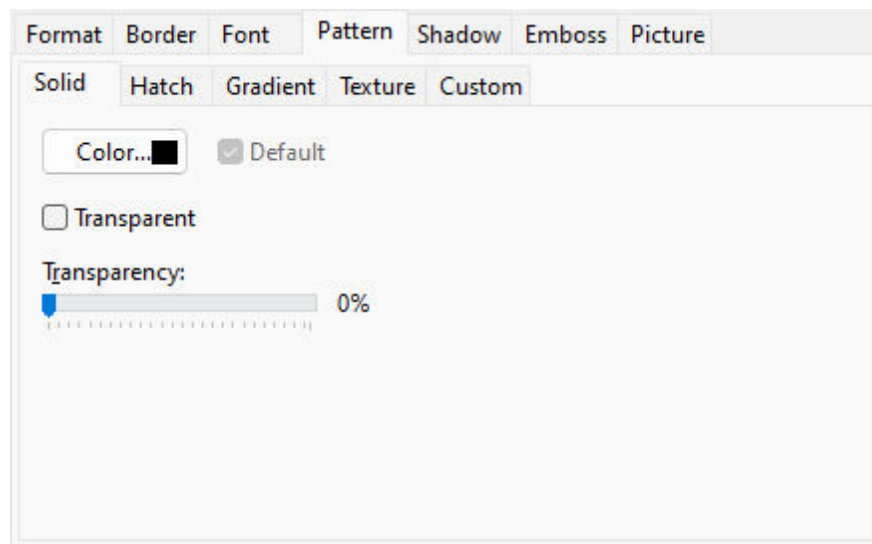 Format Border Font Pattern Shadow Emboss Picture
Solid Hatch Gradient Texture Custom
Color... Default
Transparent
Transparency:
0%